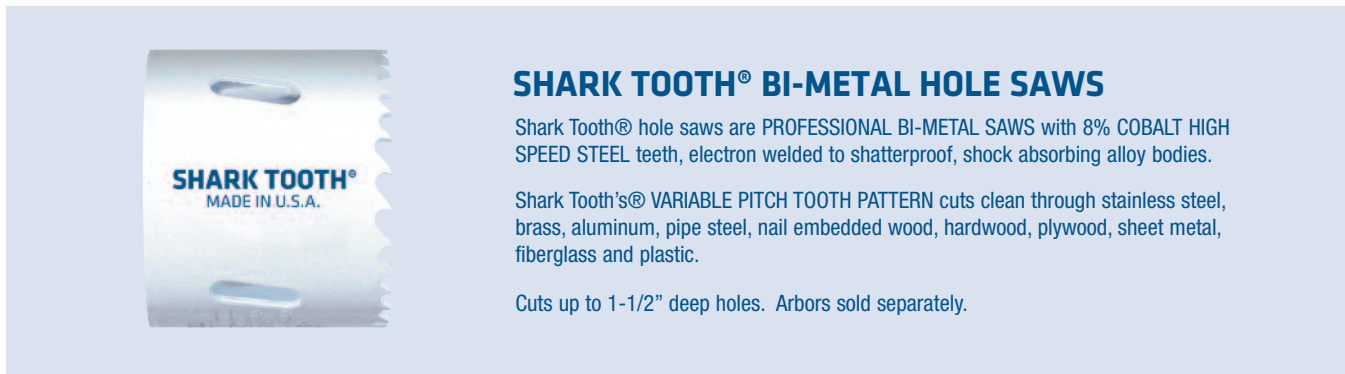 SHARK TOOTH®
MADE IN U.S.A.
SHARK TOOTH® BI-METAL HOLE SAWS
Shark Tooth® hole saws are PROFESSIONAL BI-METAL SAWS with 8% COBALT HIGH
SPEED STEEL teeth, electron welded to shatterproof, shock absorbing alloy bodies.
Shark Tooth’s® VARIABLE PITCH TOOTH PATTERN cuts clean through stainless steel,
brass, aluminum, pipe steel, nail embedded wood, hardwood, plywood, sheet metal,
fiberglass and plastic.
Cuts up to 1-1/2” deep holes.  Arbors sold separately.